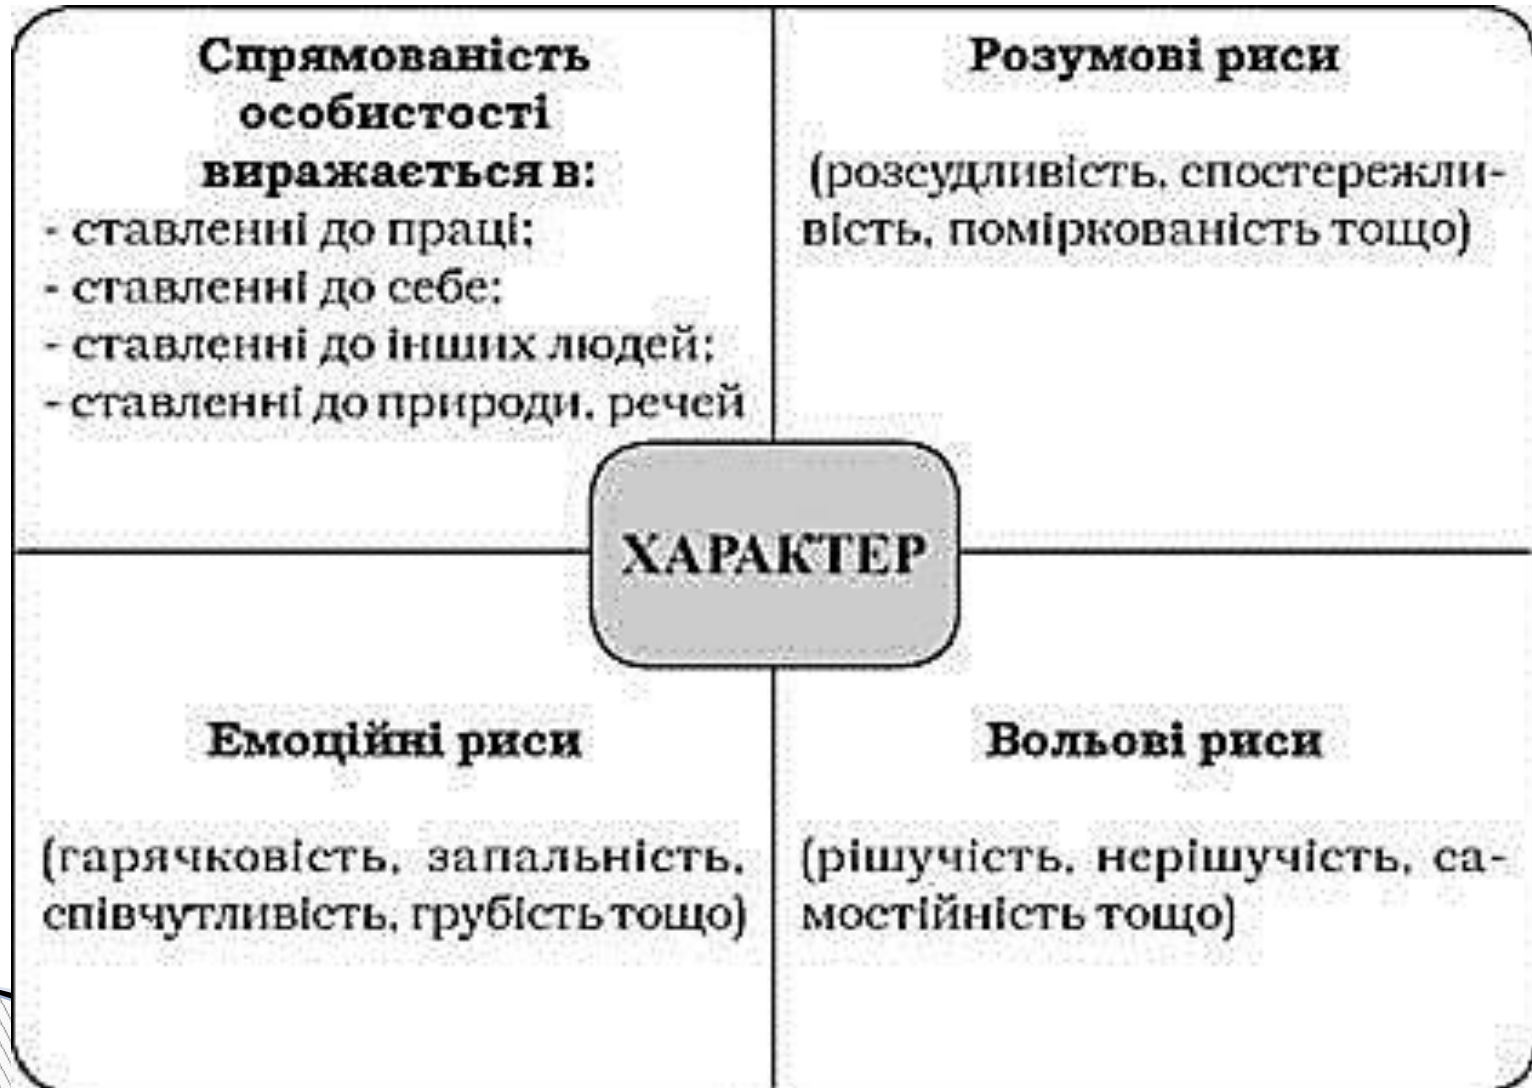 Спрямованість
особистості
виражається в:
- ставленні до праці;
- ставленні до себе;
- ставленні до інших людей;
- ставленні до природи, речей
Розумові риси
(розсудливість, спостережли-
вість, поміркованість тощо)
ХАРАКТЕР
Емоційні риси
(гарячковість, запальність,
співчутливість, грубість тощо)
Вольові риси
(рішучість, нерішучість, са-
мостійність тощо)